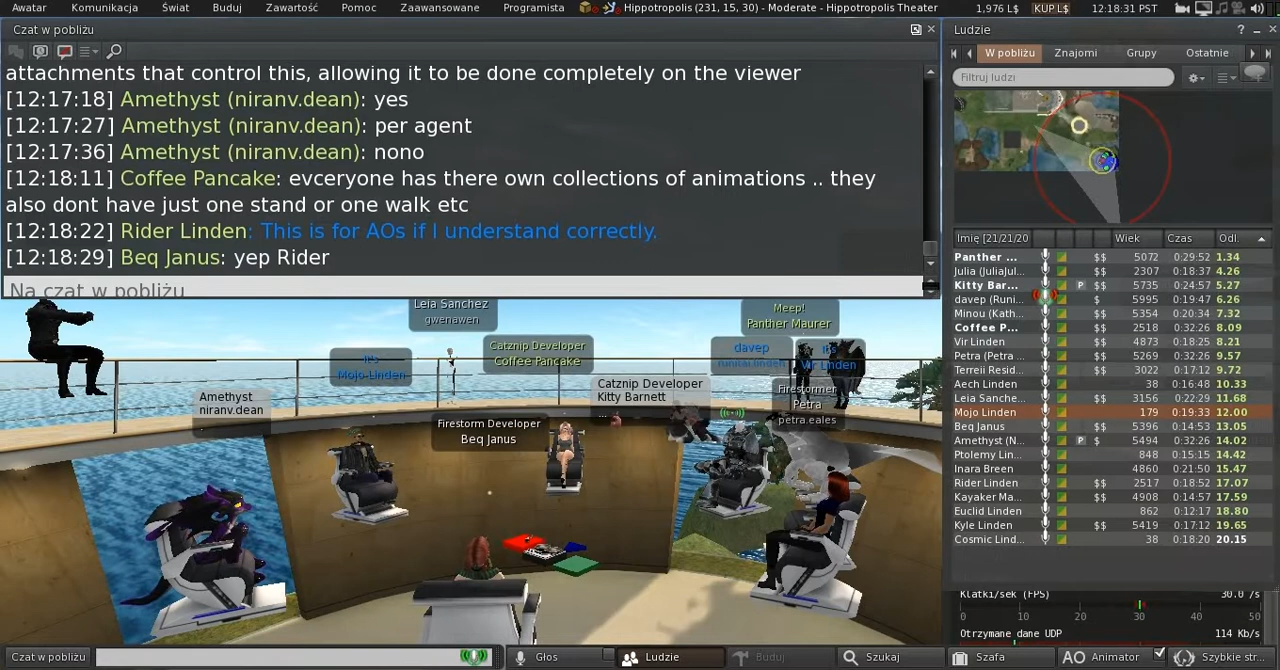 Awatar Komunikacja Świat Buduj Zawartość Pomoc Zaawansowane Programista Hippotropolis (231, 15, 30) - Moderate - Hippotropolis Theater 1,976 L$ KUP L$ 12:18:31 PST
Czat w pobliżu
attachments that control this, allowing it to be done completely on the viewer
[12:17:18] Amethyst (niranv.dean): yes
[12:17:27] Amethyst (niranv.dean): per agent
[12:17:36] Amethyst (niranv.dean): nono
[12:18:11] Coffee Pancake: evceryone has there own collections of animations .. they
also dont have just one stand or one walk etc
[12:18:22] Rider Linden: This is for AOs if I understand correctly.
[12:18:29] Beq Janus: yep Rider
Na czat w pobliżu
Leia Sanchez
gwenawen
Meep!
Panther Maurer
Catznip Developer
Coffee Pancake
It's
Mojo Linden
davep
runitai.linden
It's
Vir Linden
Catznip Developer
Kitty Barnett
Firestormer
Petra
petra.eales
Amethyst
niranv.dean
Firestorm Developer
Beq Janus
Ludzie
W pobliżu Znajomi Grupy Ostatnie
Filtruj ludzi
Imię [21/21/20 Wiek Czas Odl.
Panther ... $$ 5072 0:29:52 1.34
Julia (JuliaJul... $$ 2307 0:18:37 4.26
Kitty Bar... P $$ 5735 0:24:57 5.27
davep (Runi... $ 5995 0:19:47 6.26
Minou (Kath... $$ 5354 0:20:34 7.32
Coffee P... $$ 2518 0:32:26 8.09
Vir Linden $$ 4873 0:18:25 8.21
Petra (Petra ... $$ 5269 0:32:26 9.57
Terreii Resid... $$ 3022 0:17:12 9.72
Aech Linden 38 0:16:48 10.33
Leia Sanche... $$ 3156 0:22:29 11.68
Mojo Linden 179 0:19:33 12.00
Beq Janus $$ 5396 0:14:53 13.05
Amethyst (N... P $ 5494 0:32:26 14.02
Ptolemy Lin... 848 0:15:15 14.42
Inara Breen 4860 0:21:50 15.47
Rider Linden $$ 2517 0:18:52 17.07
Kayaker Ma... $$ 4908 0:14:57 17.59
Euclid Linden 862 0:12:17 18.80
Kyle Linden $$ 5419 0:17:12 19.65
Cosmic Lind... 38 0:18:20 20.15
Klatki/sek (FPS) 30.0 /s
0 10 20 30 40 50
Otrzymane dane UDP 114 Kb/s
Czat w pobliżu Głos Ludzie Buduj Szukaj Szafa AO Animator Szybkie str...